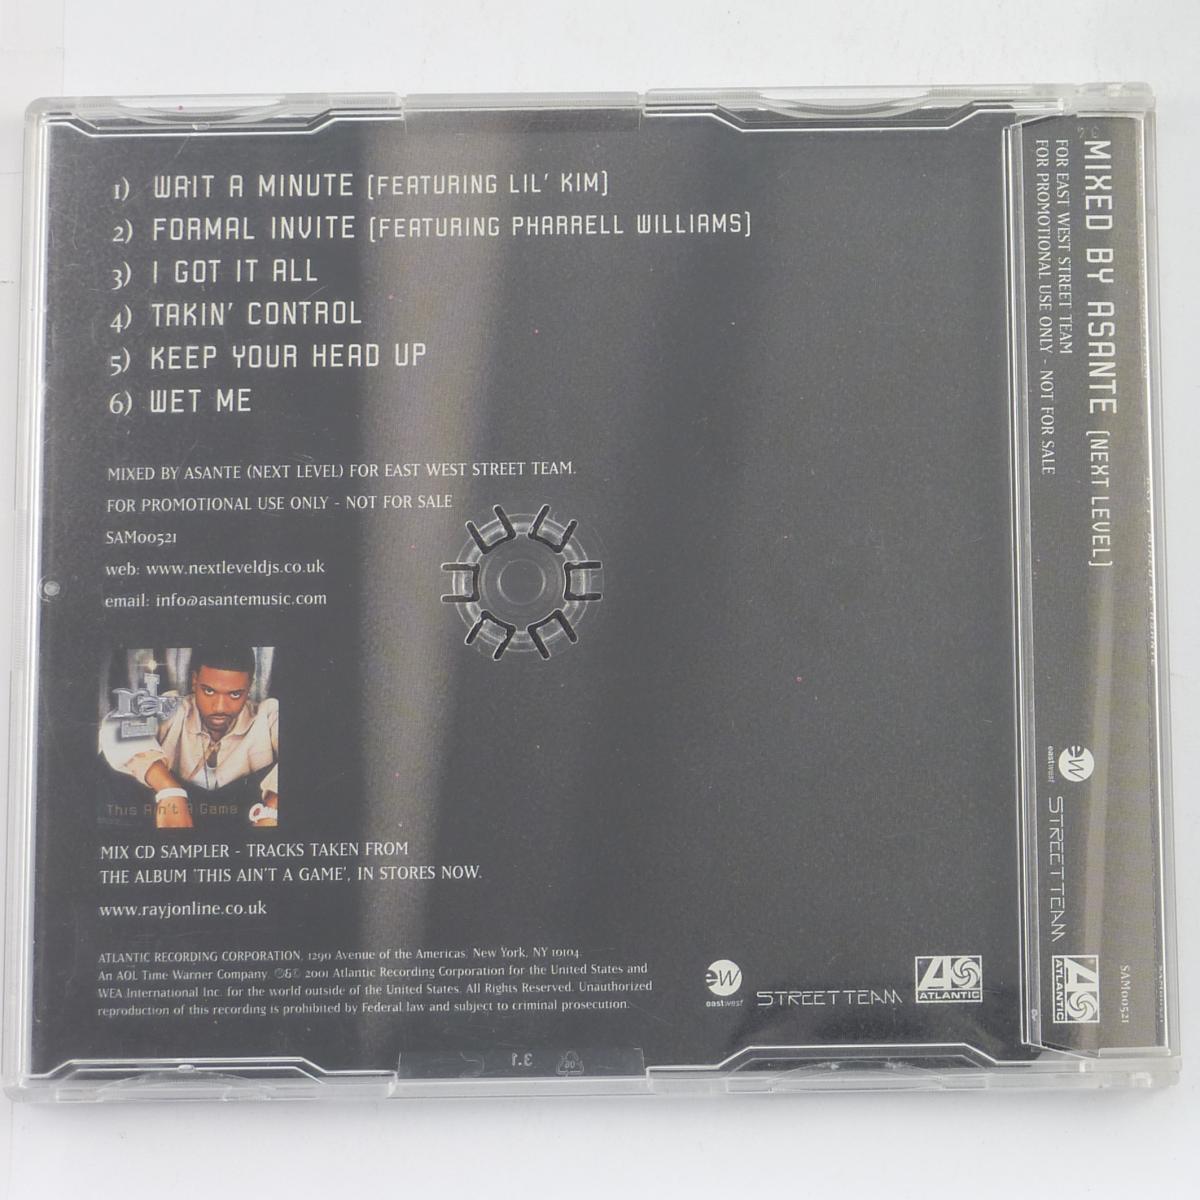 1) WAIT A MINUTE (FEATURING LIL' KIM)
2) FORMAL INVITE (FEATURING PHARRELL WILLIAMS)
3) I GOT IT ALL
4) TAKIN' CONTROL
5) KEEP YOUR HEAD UP
6) WET ME
MIXED BY ASANTE (NEXT LEVEL) FOR EAST WEST STREET TEAM.
FOR PROMOTIONAL USE ONLY - NOT FOR SALE
SAM00521
web: www.nextleveldjs.co.uk
email: info@asantemusic.com
This Ain't A Game
MIX CD SAMPLER - TRACKS TAKEN FROM
THE ALBUM 'THIS AIN'T A GAME', IN STORES NOW.
www.rayjonline.co.uk
ATLANTIC RECORDING CORPORATION, 1290 Avenue of the Americas, New York, NY 10104.
An AOL Time Warner Company. ℗&© 2001 Atlantic Recording Corporation for the United States and
WEA International Inc. for the world outside of the United States. All Rights Reserved. Unauthorized
reproduction of this recording is prohibited by Federal law and subject to criminal prosecution.
ew
eastwest
STREET TEAM
ATLANTIC
3.1
MIXED BY ASANTE (NEXT LEVEL)
FOR EAST WEST STREET TEAM
FOR PROMOTIONAL USE ONLY - NOT FOR SALE
ew
eastwest
STREET TEAM
ATLANTIC
SAM00521